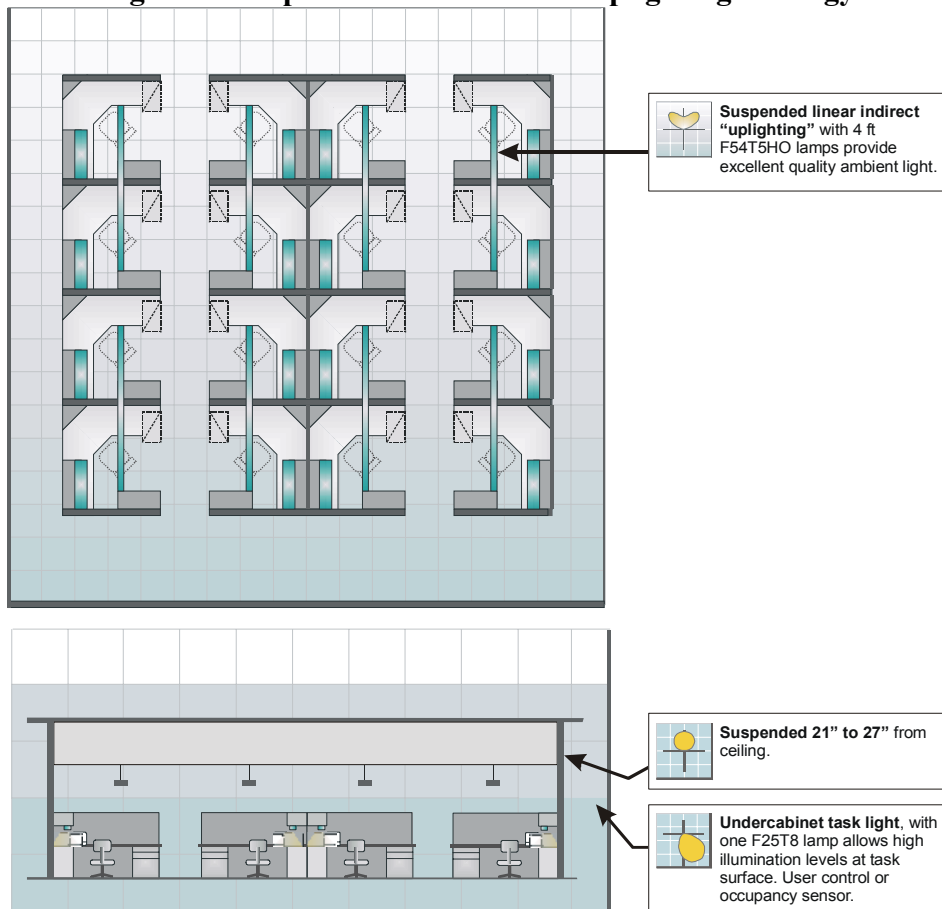 Suspended linear indirect
“uplighting” with 4 ft
F54T5HO lamps provide
excellent quality ambient light.
Suspended 21” to 27” from
ceiling.
Undercabinet task light, with
one F25T8 lamp allows high
illumination levels at task
surface. User control or
occupancy sensor.